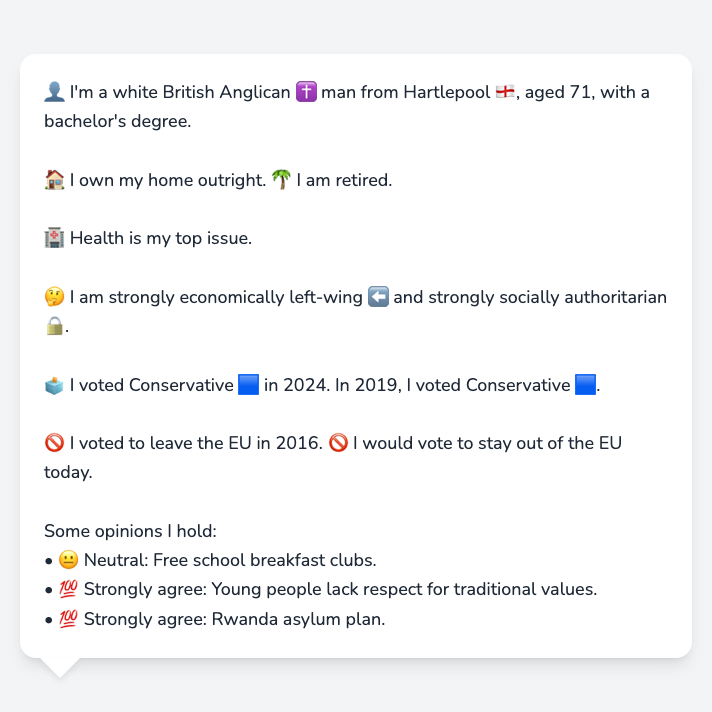 👤 I'm a white British Anglican ✝️ man from Hartlepool 🏴󠁧󠁢󠁥󠁮󠁧󠁿, aged 71, with a
bachelor's degree.
🏠 I own my home outright. 🌴 I am retired.
🏥 Health is my top issue.
🤔 I am strongly economically left-wing ⬅️ and strongly socially authoritarian
🔒.
🗳️ I voted Conservative 🟦 in 2024. In 2019, I voted Conservative 🟦.
🚫 I voted to leave the EU in 2016. 🚫 I would vote to stay out of the EU
today.
Some opinions I hold:
• 😐 Neutral: Free school breakfast clubs.
• 💯 Strongly agree: Young people lack respect for traditional values.
• 💯 Strongly agree: Rwanda asylum plan.